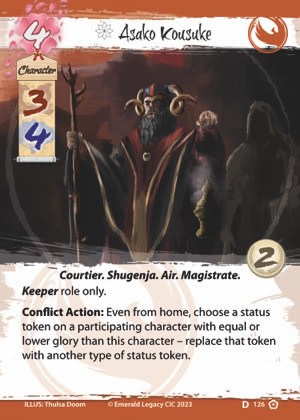 4
Asako Kousuke
Character
3
4
2
Courtier. Shugenja. Air. Magistrate.
Keeper role only.
Conflict Action: Even from home, choose a status
token on a participating character with equal or
lower glory than this character – replace that token
with another type of status token.
ILLUS: Thulsa Doom © Emerald Legacy CIC 2023 D 126